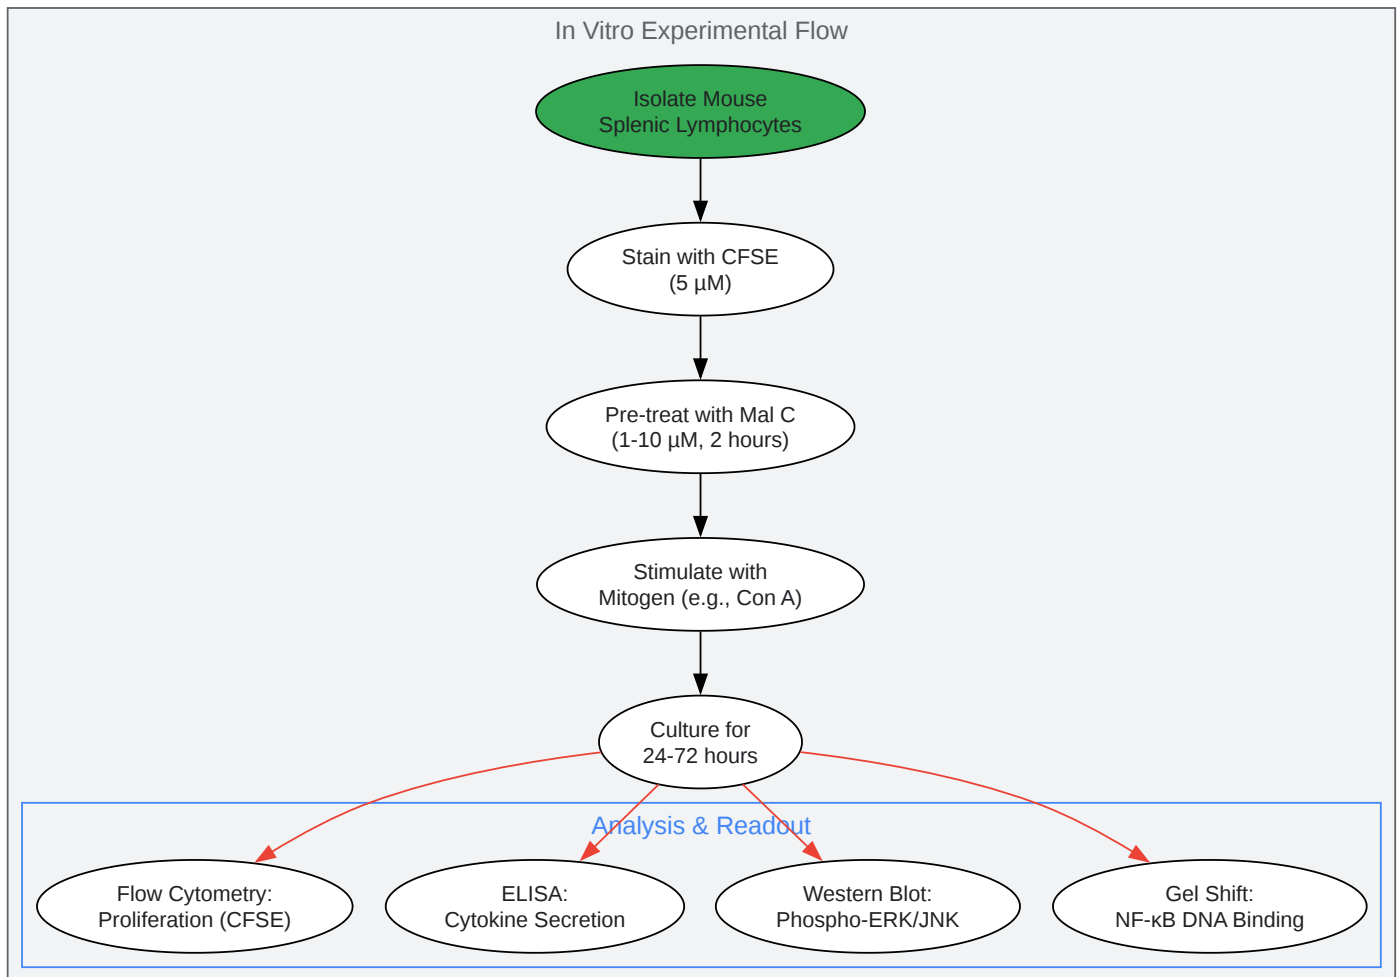 In Vitro Experimental Flow
Isolate Mouse
Splenic Lymphocytes
Stain with CFSE
(5 µM)
Pre-treat with Mal C
(1-10 µM, 2 hours)
Stimulate with
Mitogen (e.g., Con A)
Culture for
24-72 hours
Analysis & Readout
Flow Cytometry:
Proliferation (CFSE)
ELISA:
Cytokine Secretion
Western Blot:
Phospho-ERK/JNK
Gel Shift:
NF-κB DNA Binding